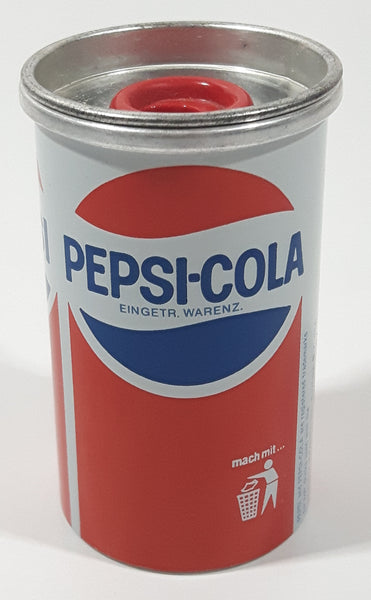 PEPSI-COLA
EINGETR. WARENZ.
mach mit...